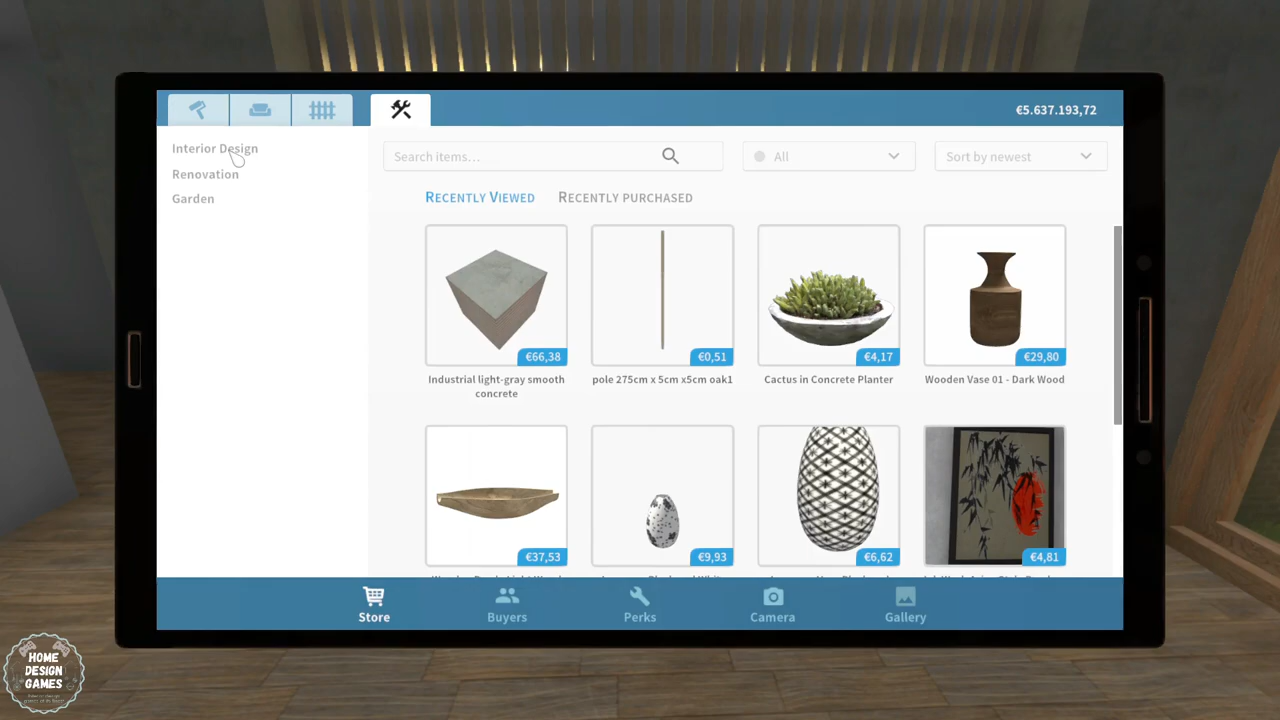 €5.637.193,72
Interior Design
Renovation
Garden
Search items...
All
Sort by newest
RECENTLY VIEWED
RECENTLY PURCHASED
€66,38
€0,51
€4,17
€29,80
Industrial light-gray smooth
concrete
pole 275cm x 5cm x5cm oak1
Cactus in Concrete Planter
Wooden Vase 01 - Dark Wood
€37,53
€9,93
€6,62
€4,81
Store
Buyers
Perks
Camera
Gallery
HOME
DESIGN
GAMES